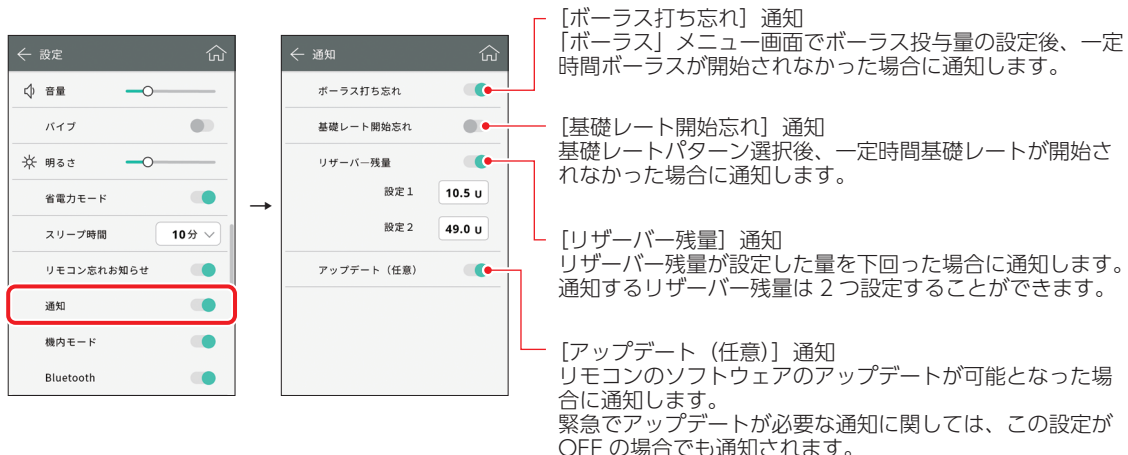 設定
音量
バイブ
明るさ
省電力モード
スリープ時間 10分
リモコン忘れお知らせ
通知
機内モード
Bluetooth
→
通知
ボーラス打ち忘れ
基礎レート開始忘れ
リザーバー残量
設定1 10.5 U
設定2 49.0 U
アップデート（任意）
［ボーラス打ち忘れ］通知
「ボーラス」メニュー画面でボーラス投与量の設定後、一定
時間ボーラスが開始されなかった場合に通知します。
［基礎レート開始忘れ］通知
基礎レートパターン選択後、一定時間基礎レートが開始さ
れなかった場合に通知します。
［リザーバー残量］通知
リザーバー残量が設定した量を下回った場合に通知します。
通知するリザーバー残量は 2 つ設定することができます。
［アップデート（任意）］通知
リモコンのソフトウェアのアップデートが可能となった場
合に通知します。
緊急でアップデートが必要な通知に関しては、この設定が
OFF の場合でも通知されます。